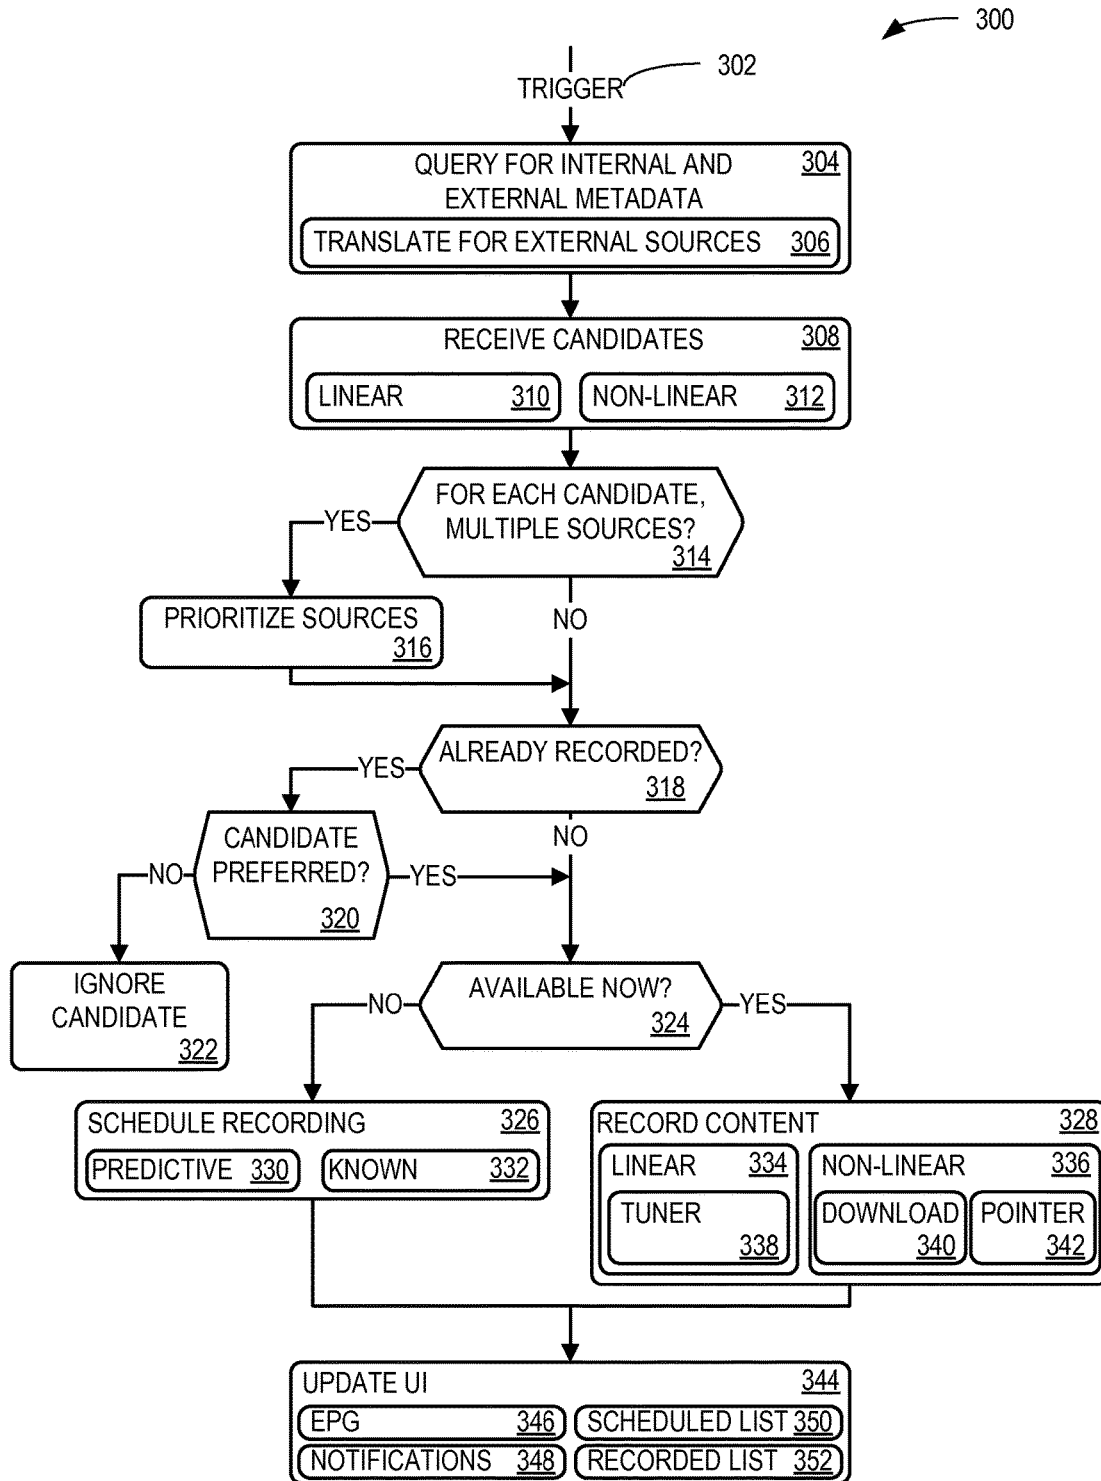 300
302
TRIGGER
QUERY FOR INTERNAL AND 304
EXTERNAL METADATA
TRANSLATE FOR EXTERNAL SOURCES 306
RECEIVE CANDIDATES 308
LINEAR 310 NON-LINEAR 312
FOR EACH CANDIDATE,
MULTIPLE SOURCES?
314
YES
NO
PRIORITIZE SOURCES
316
ALREADY RECORDED?
318
YES
NO
CANDIDATE
PREFERRED?
320
NO
YES
IGNORE
CANDIDATE
322
AVAILABLE NOW?
324
NO
YES
SCHEDULE RECORDING 326
PREDICTIVE 330 KNOWN 332
RECORD CONTENT 328
LINEAR 334 NON-LINEAR 336
TUNER DOWNLOAD POINTER
338 340 342
UPDATE UI 344
EPG 346 SCHEDULED LIST 350
NOTIFICATIONS 348 RECORDED LIST 352